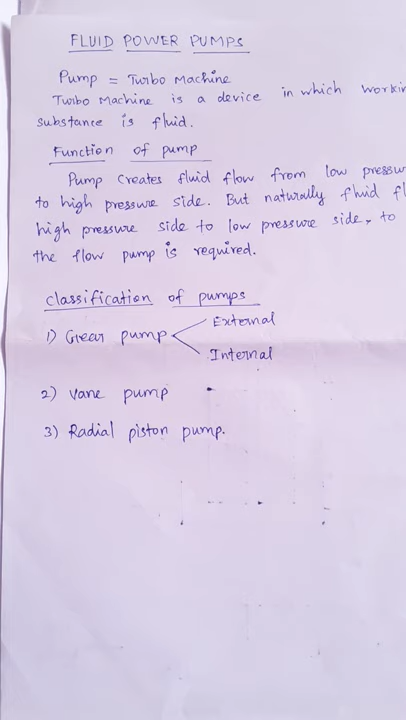 FLUID POWER PUMPS
Pump = Turbo Machine
Turbo Machine is a device in which
substance is fluid.
Function of pump
Pump creates fluid flow from low
to high pressure side. But naturally fluid
high pressure side to low pressure side, to
the flow pump is required.
Classification of pumps
1) Gear pump
External
Internal
2) Vane pump
3) Radial piston pump.